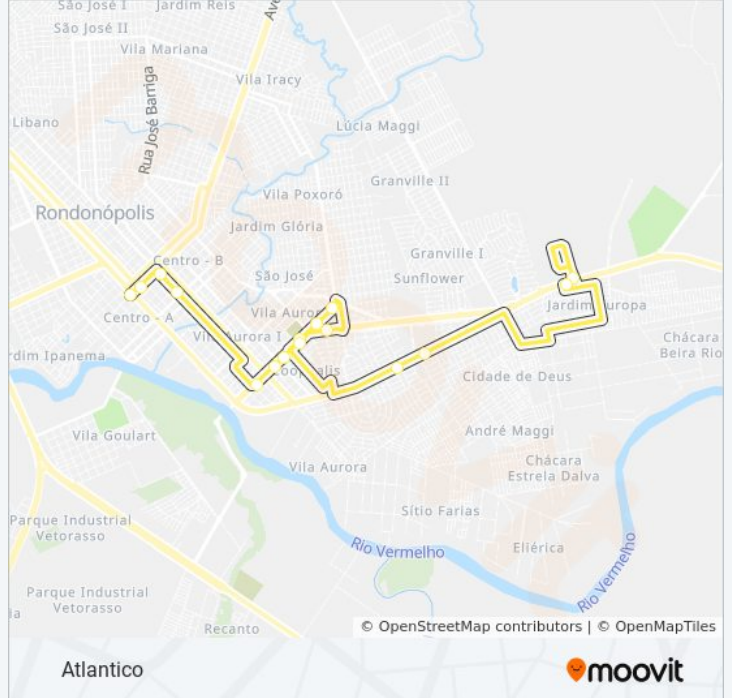 São José I
Jardim Reis
São José II
Vila Mariana
Vila Iracy
Rua José Barriga
Libano
Lúcia Maggi
Granville II
Vila Poxoró
Rondonópolis
Jardim Glória
Centro - B
Granville I
São José
Sunflower
Jardim Europa
Centro - A
Vila Auror
Vila Aurora I
Chácara
Beira Rio
rdim Ipanema
Cidade de Deus
Vila Goulart
André Maggi
Vila Aurora
Chácara
Estrela Dalva
Sítio Farias
Parque Industrial
Vetorasso
Rio Vermelho
Eliérica
Rio Vermelho
Parque Industrial
Vetorasso
Recanto
© OpenStreetMap contributors | © OpenMapTiles
Atlantico
moovit